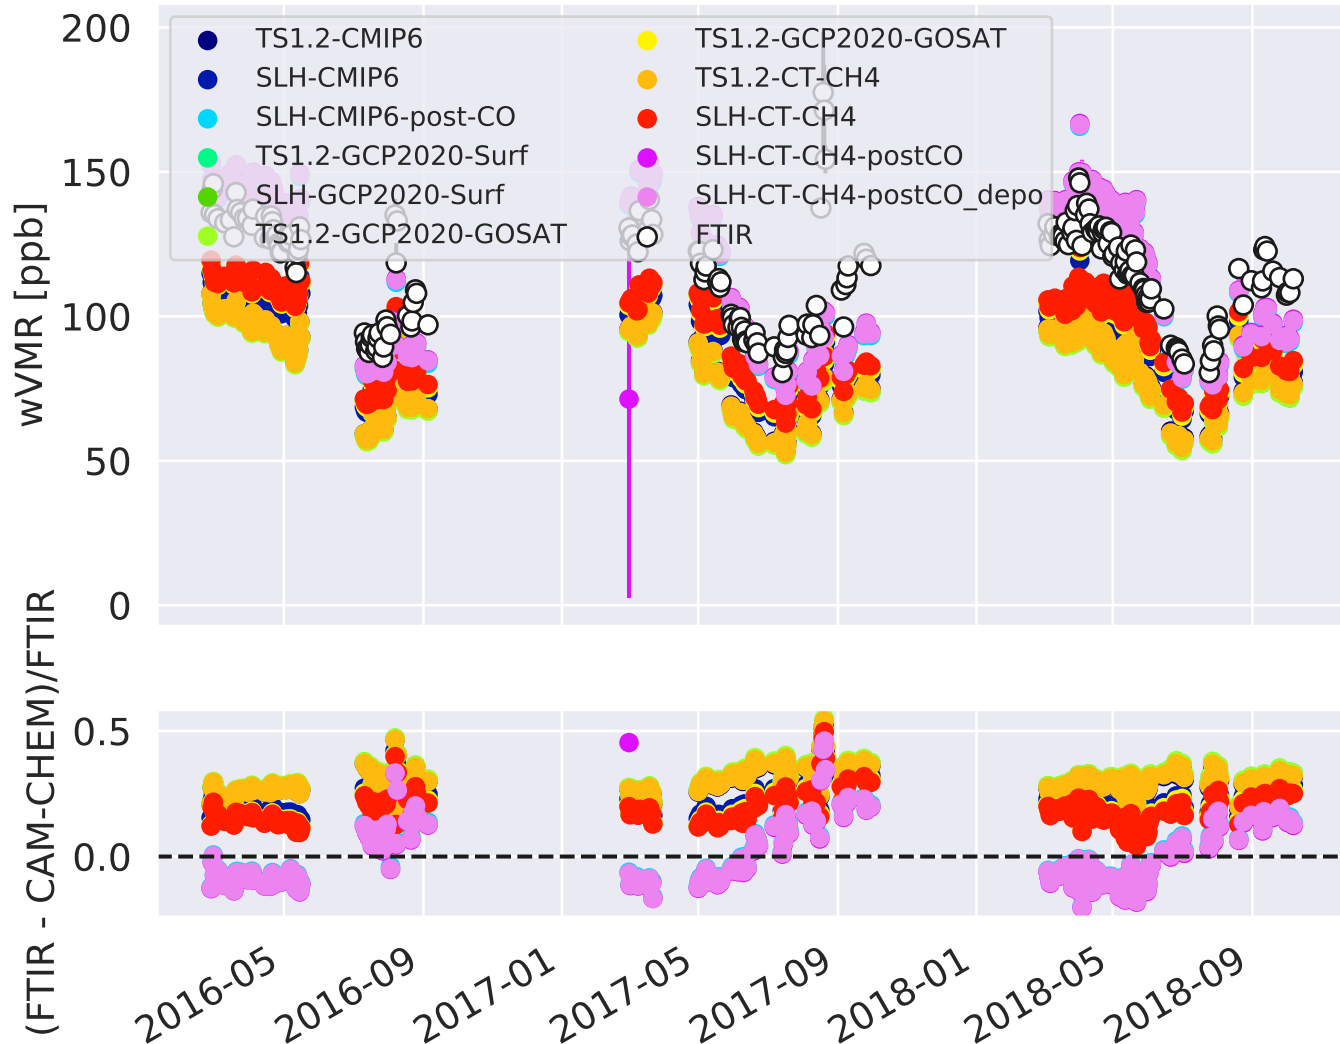 200
150
100
50
0
wVMR [ppb]
TS1.2-CMIP6
SLH-CMIP6
SLH-CMIP6-post-CO
TS1.2-GCP2020-Surf
SLH-GCP2020-Surf
TS1.2-GCP2020-GOSAT
TS1.2-GCP2020-GOSAT
TS1.2-CT-CH4
SLH-CT-CH4
SLH-CT-CH4-postCO
SLH-CT-CH4-postCO_depo
FTIR
0.5
0.0
(FTIR - CAM-CHEM)/FTIR
2016-05
2016-09
2017-01
2017-05
2017-09
2018-01
2018-05
2018-09